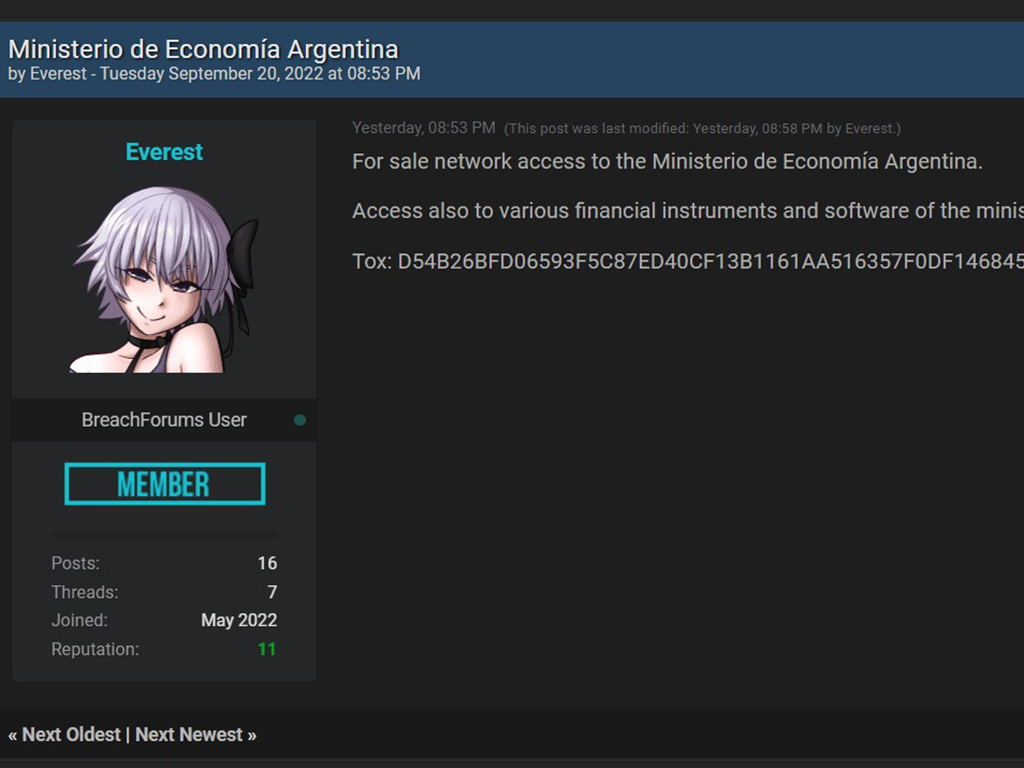 Ministerio de Economía Argentina
by Everest - Tuesday September 20, 2022 at 08:53 PM
Everest
BreachForums User
MEMBER
Posts: 16
Threads: 7
Joined: May 2022
Reputation: 11
Yesterday, 08:53 PM (This post was last modified: Yesterday, 08:58 PM by Everest.)
For sale network access to the Ministerio de Economía Argentina.
Access also to various financial instruments and software of the minis
Tox: D54B26BFD06593F5C87ED40CF13B1161AA516357F0DF146845
« Next Oldest | Next Newest »